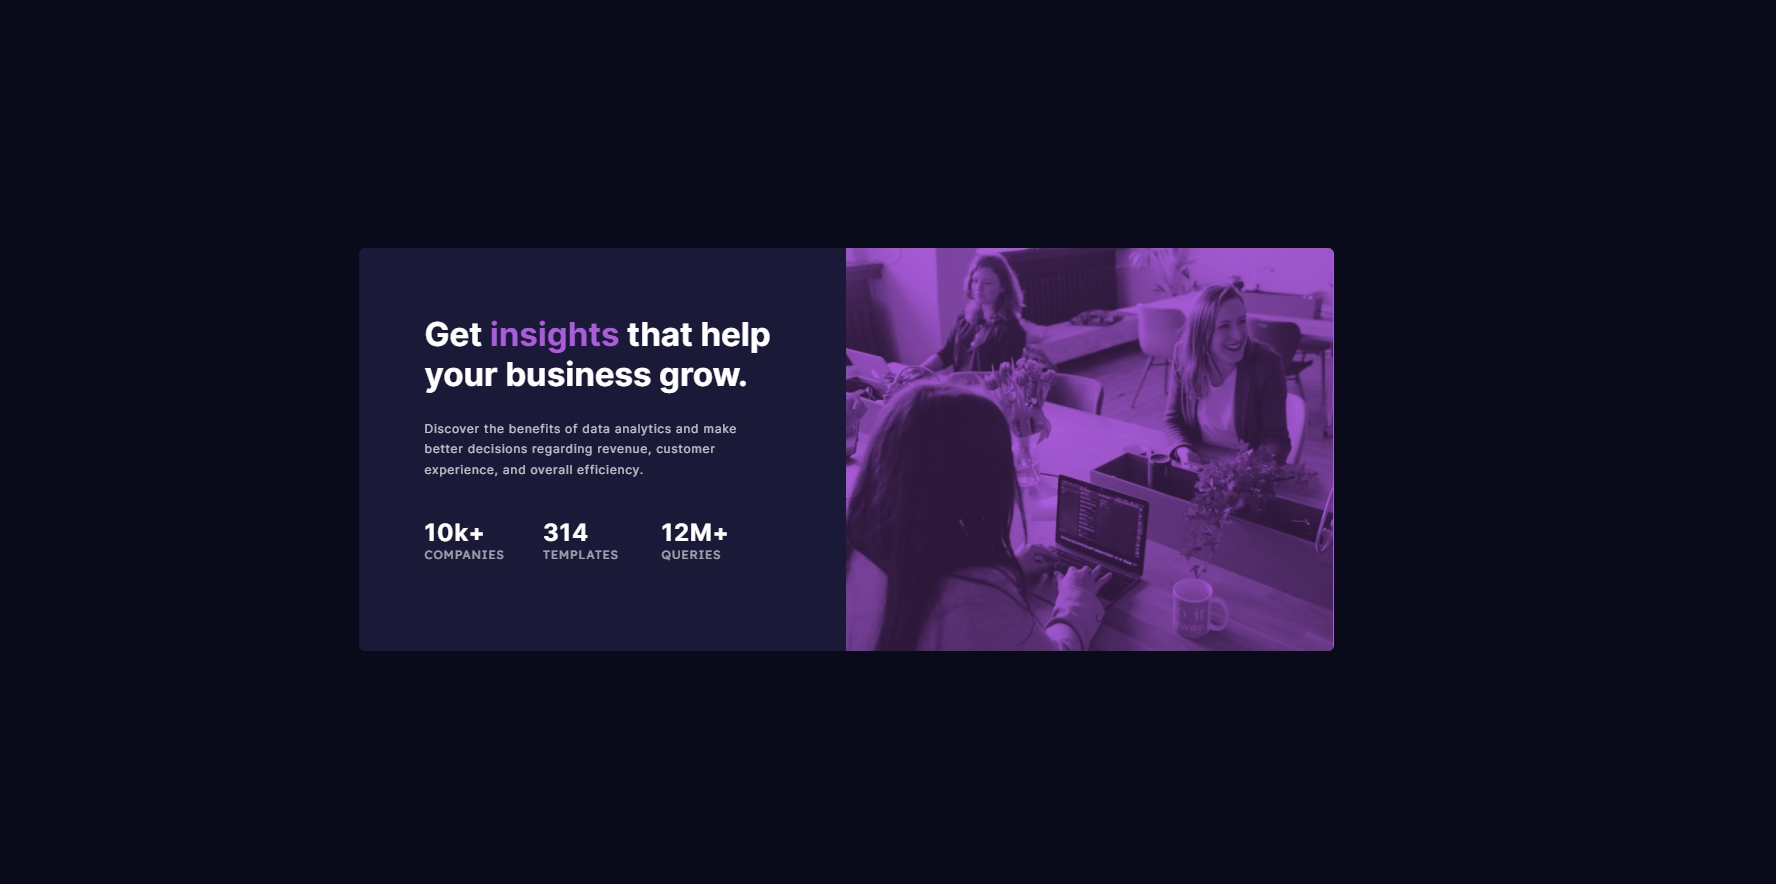 Get insights that help
your business grow.
Discover the benefits of data analytics and make
better decisions regarding revenue, customer
experience, and overall efficiency.
10k+
COMPANIES
314
TEMPLATES
12M+
QUERIES